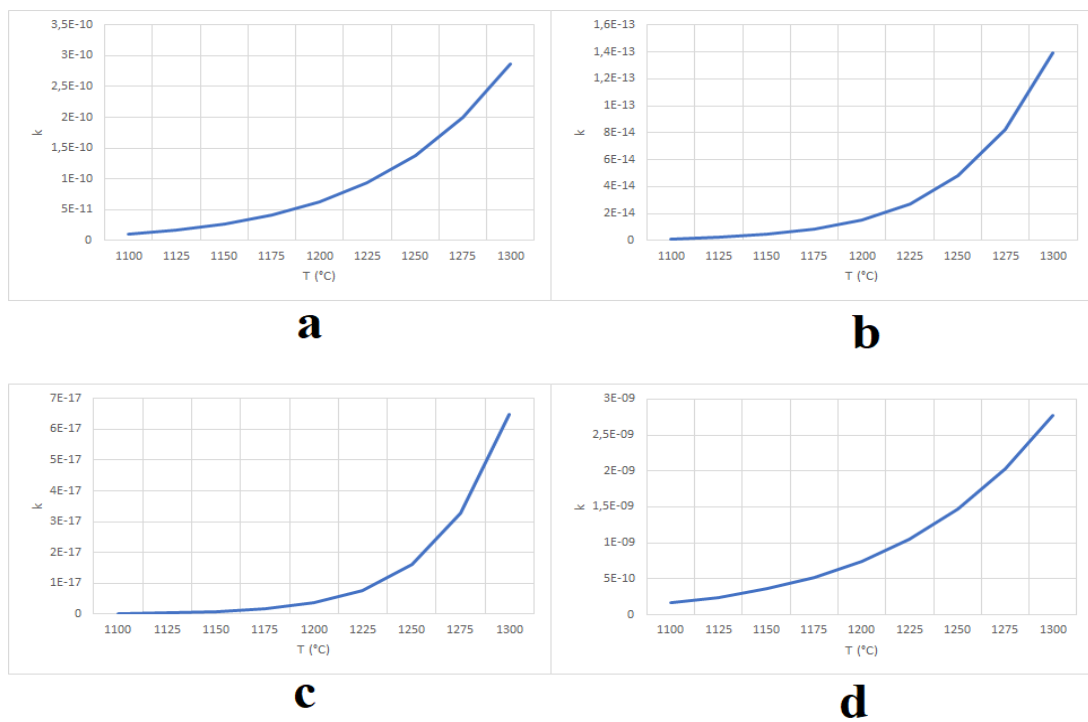 3,5E-10
3E-10
2,5E-10
2E-10
1,5E-10
1E-10
5E-11
0
k
1100 1125 1150 1175 1200 1225 1250 1275 1300
T (°C)
a
1,6E-13
1,4E-13
1,2E-13
1E-13
8E-14
6E-14
4E-14
2E-14
0
k
1100 1125 1150 1175 1200 1225 1250 1275 1300
T (°C)
b
7E-17
6E-17
5E-17
4E-17
3E-17
2E-17
1E-17
0
k
1100 1125 1150 1175 1200 1225 1250 1275 1300
T (°C)
c
3E-09
2,5E-09
2E-09
1,5E-09
1E-09
5E-10
0
k
1100 1125 1150 1175 1200 1225 1250 1275 1300
T (°C)
d